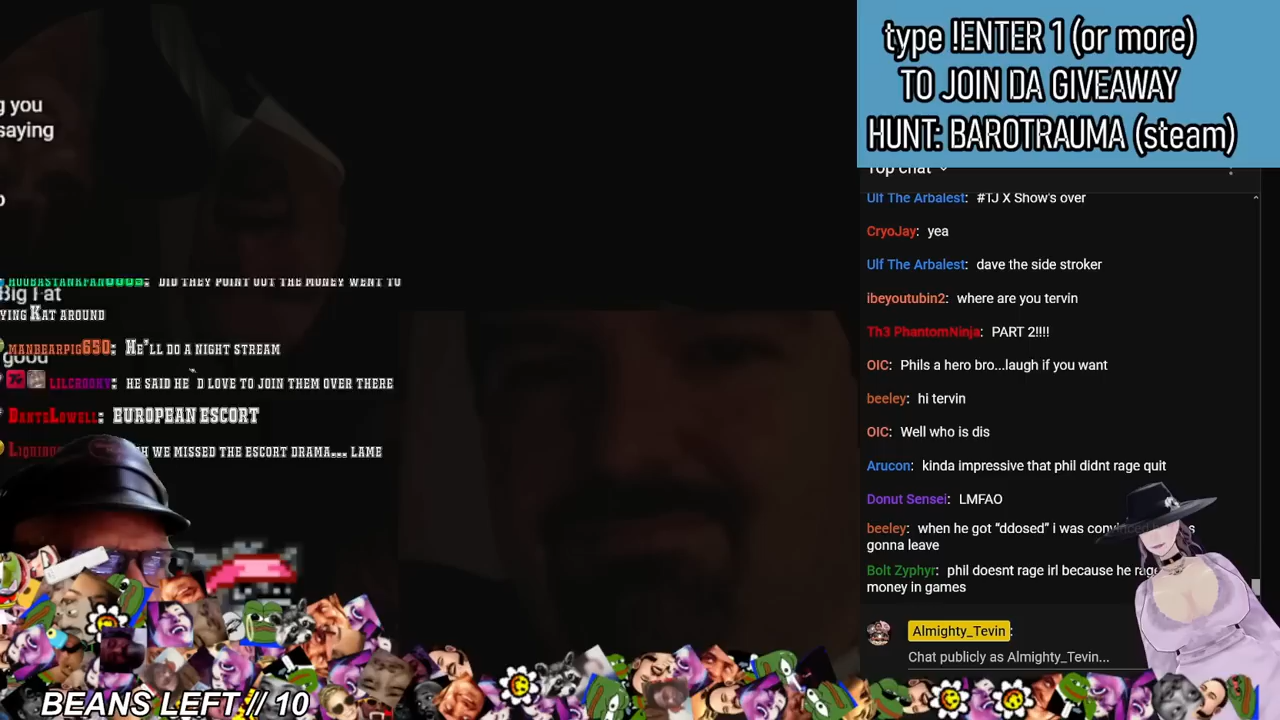 type !ENTER 1 (or more)
TO JOIN DA GIVEAWAY
HUNT: BAROTRAUMA (steam)
g you
saying
Top chat
Ulf The Arbalest: #TJ X Show's over
CryoJay: yea
Ulf The Arbalest: dave the side stroker
ibeyoutubin2: where are you tervin
Th3 PhantomNinja: PART 2!!!!
OIC: Phils a hero bro...laugh if you want
beeley: hi tervin
OIC: Well who is dis
Arucon: kinda impressive that phil didnt rage quit
Donut Sensei: LMFAO
beeley: when he got “ddosed” i was
gonna leave
Bolt Zyphyr: phil doesnt rage irl because he
money in games
Almighty_Tevin:
Chat publicly as Almighty_Tevin...
DID THEY POINT OUT THE MONEY WENT TO
Big Fat
YING KAT AROUND
MANBEARPIG650: HE'LL DO A NIGHT STREAM
good
LILCROOKY: HE SAID HE D LOVE TO JOIN THEM OVER THERE
DANTELOWELL: EUROPEAN ESCORT
WE MISSED THE ESCORT DRAMA... LAME
BEANS LEFT // 10